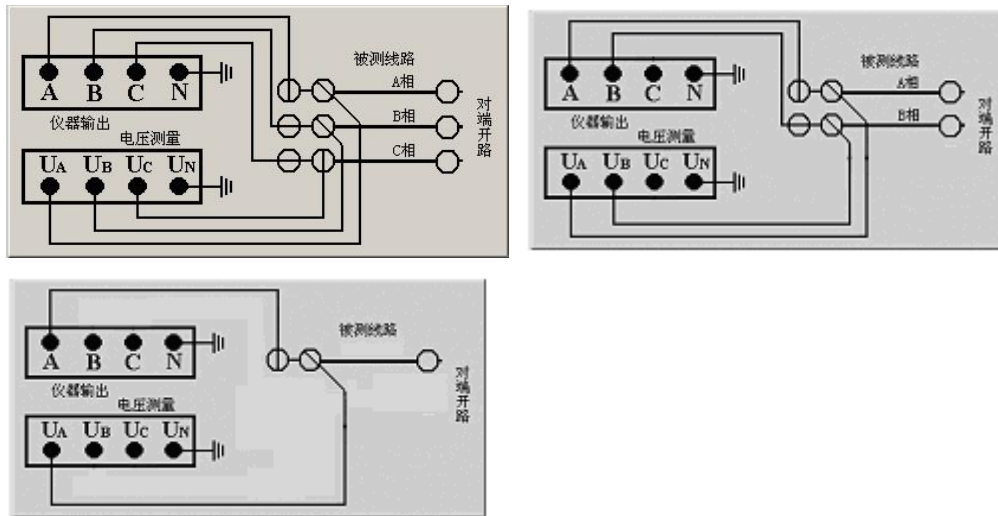 A B C N
仪器输出
电压测量
UA UB UC UN
被测线路
A相
B相
C相
对端开路
A B C N
仪器输出
电压测量
UA UB UC UN
被测线路
A相
B相
对端开路
A B C N
仪器输出
电压测量
UA UB UC UN
被测线路
对端开路